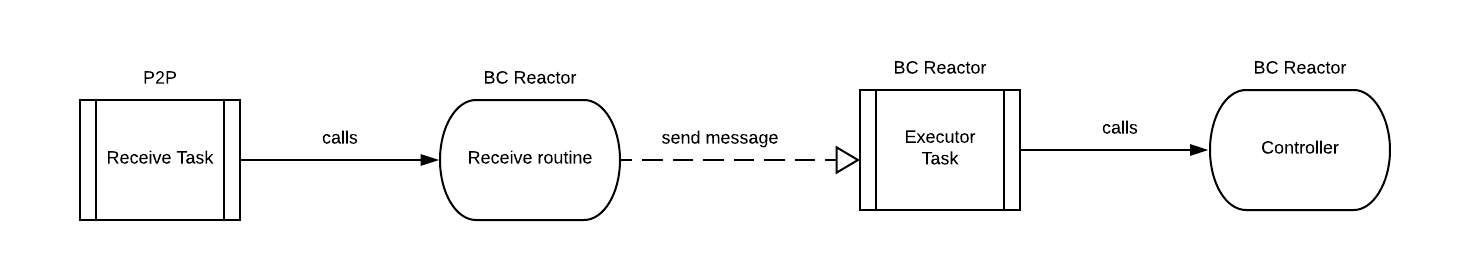 P2P
Receive Task
calls
BC Reactor
Receive routine
send message
BC Reactor
Executor
Task
calls
BC Reactor
Controller